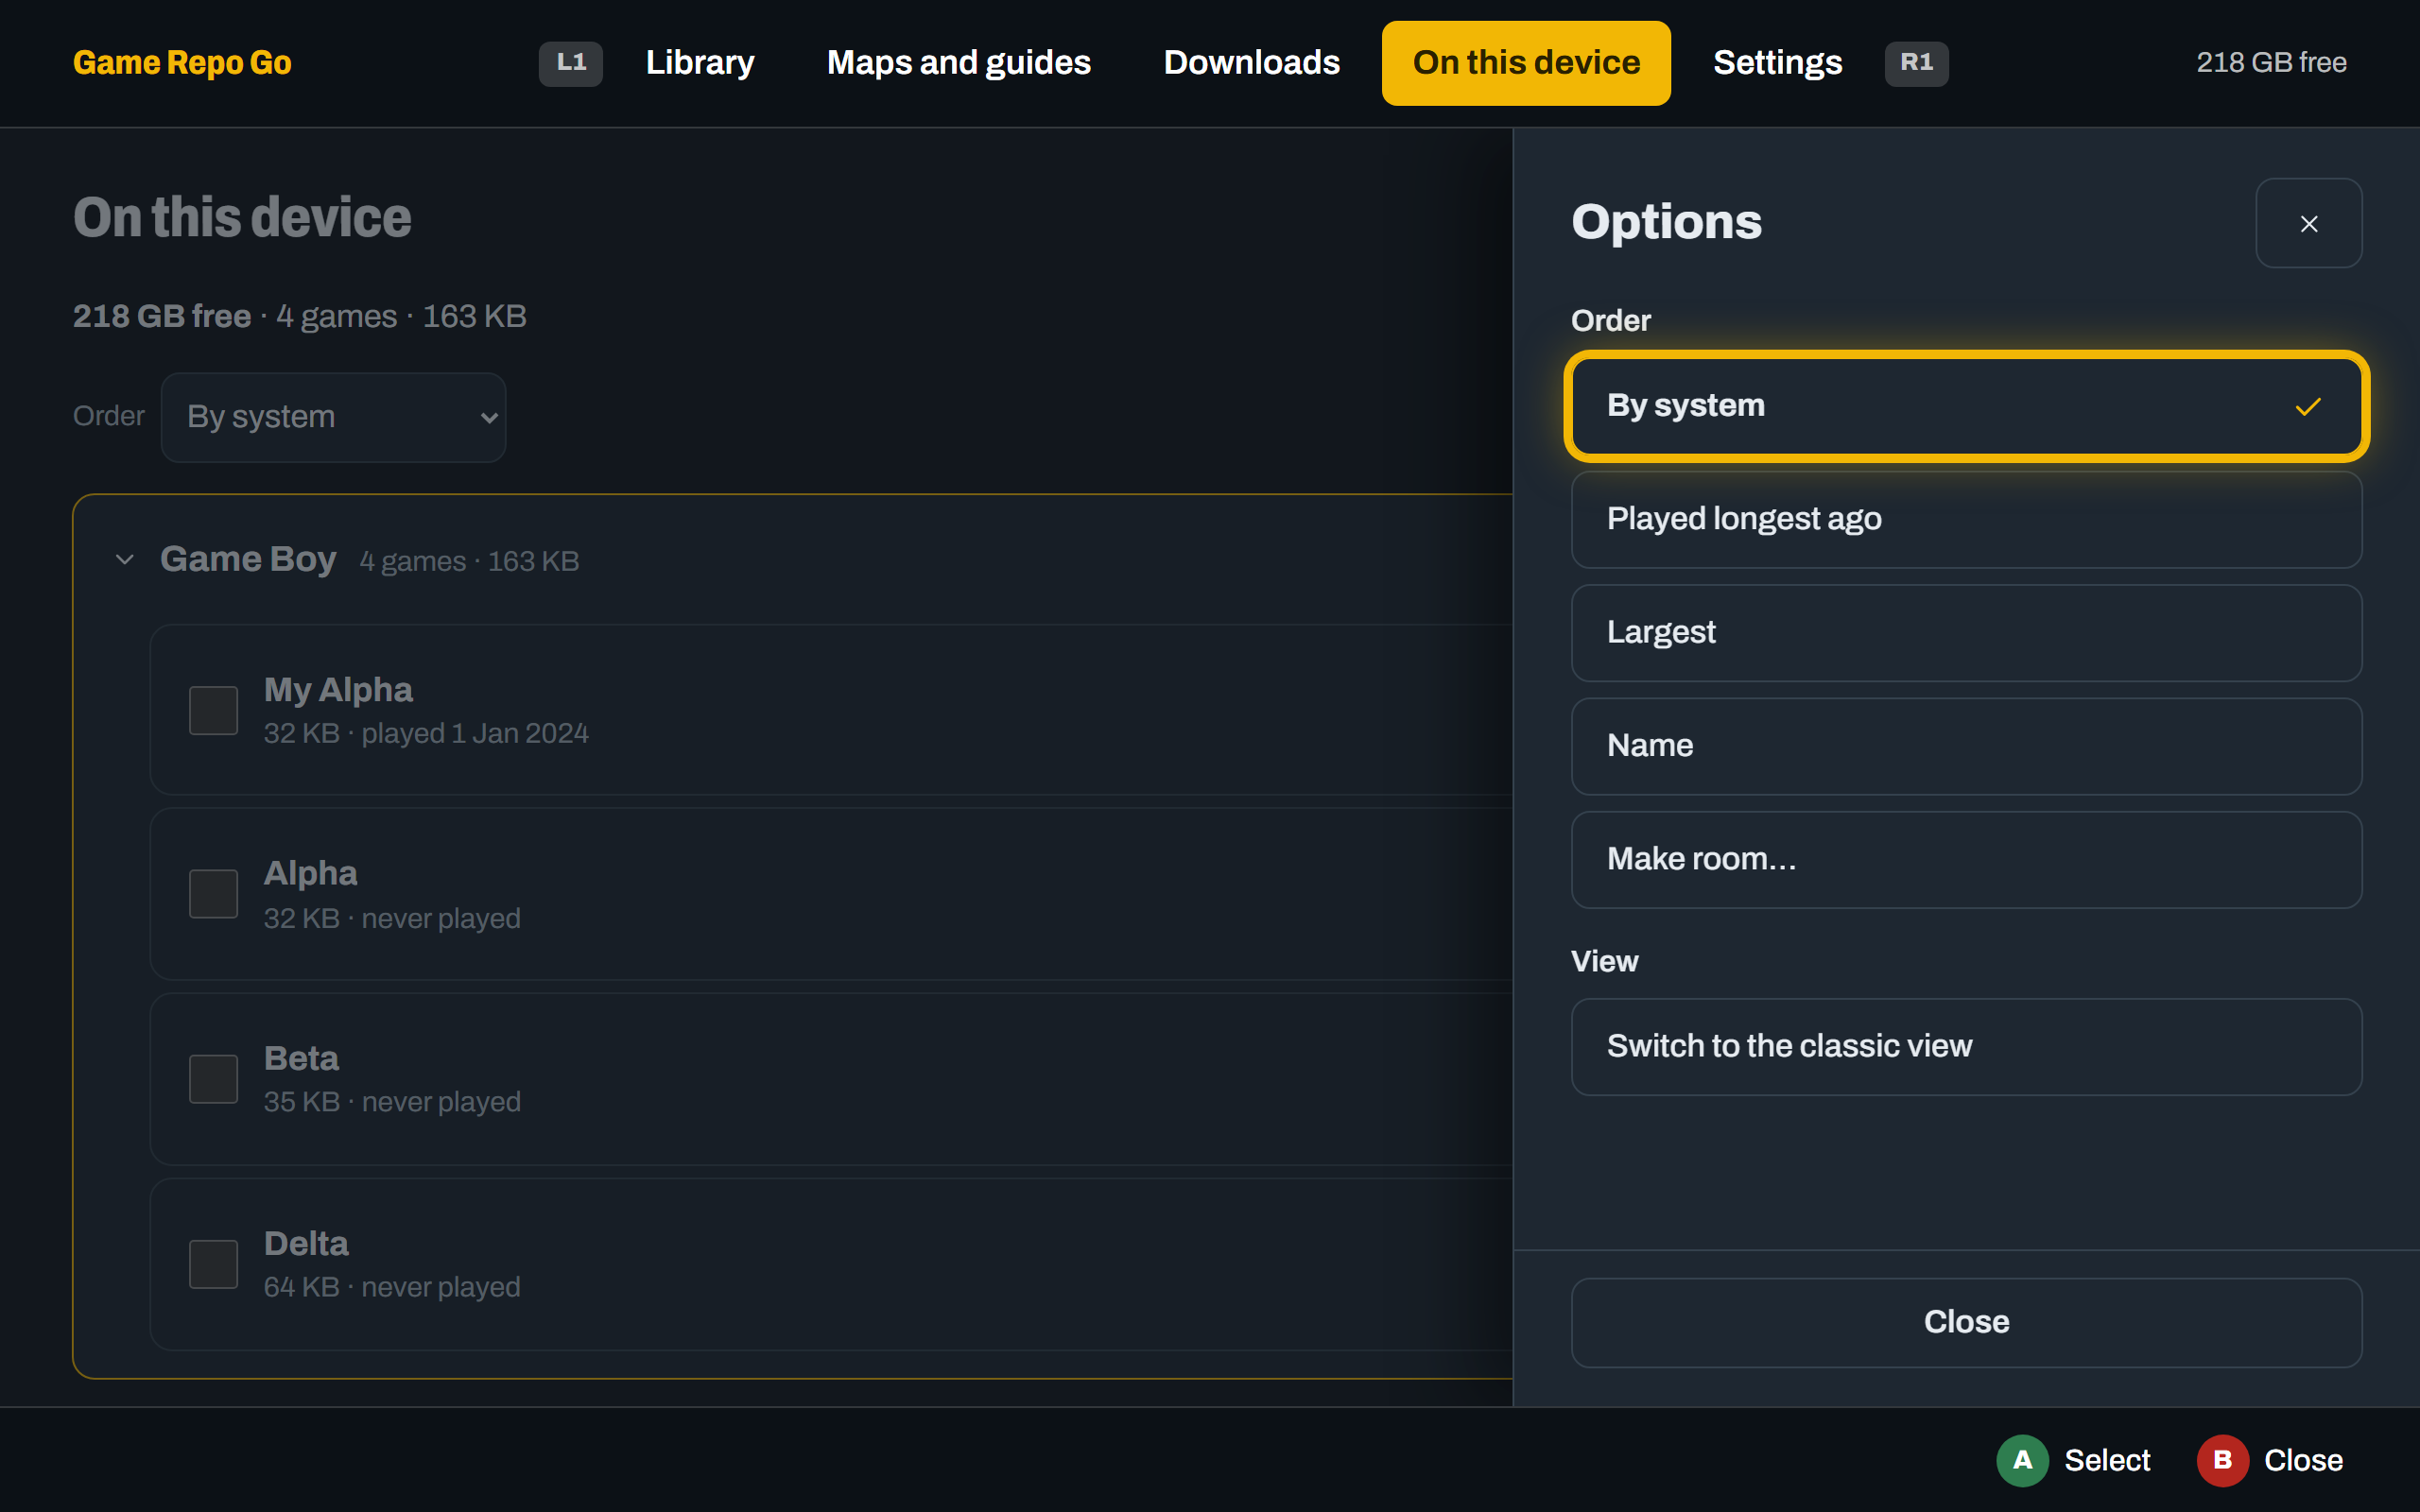 Game Repo Go L1 Library Maps and guides Downloads On this device Settings R1 218 GB free
On this device
218 GB free · 4 games · 163 KB
Order By system
Game Boy 4 games · 163 KB
My Alpha
32 KB · played 1 Jan 2024
Alpha
32 KB · never played
Beta
35 KB · never played
Delta
64 KB · never played
Options
Order
By system
Played longest ago
Largest
Name
Make room...
View
Switch to the classic view
Close
A Select B Close